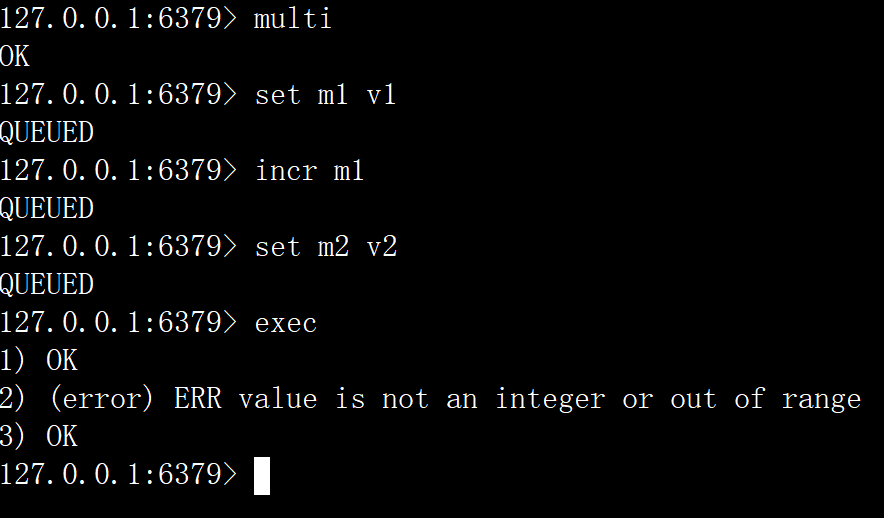 127.0.0.1:6379> multi
OK
127.0.0.1:6379> set m1 v1
QUEUED
127.0.0.1:6379> incr m1
QUEUED
127.0.0.1:6379> set m2 v2
QUEUED
127.0.0.1:6379> exec
1) OK
2) (error) ERR value is not an integer or out of range
3) OK
127.0.0.1:6379>